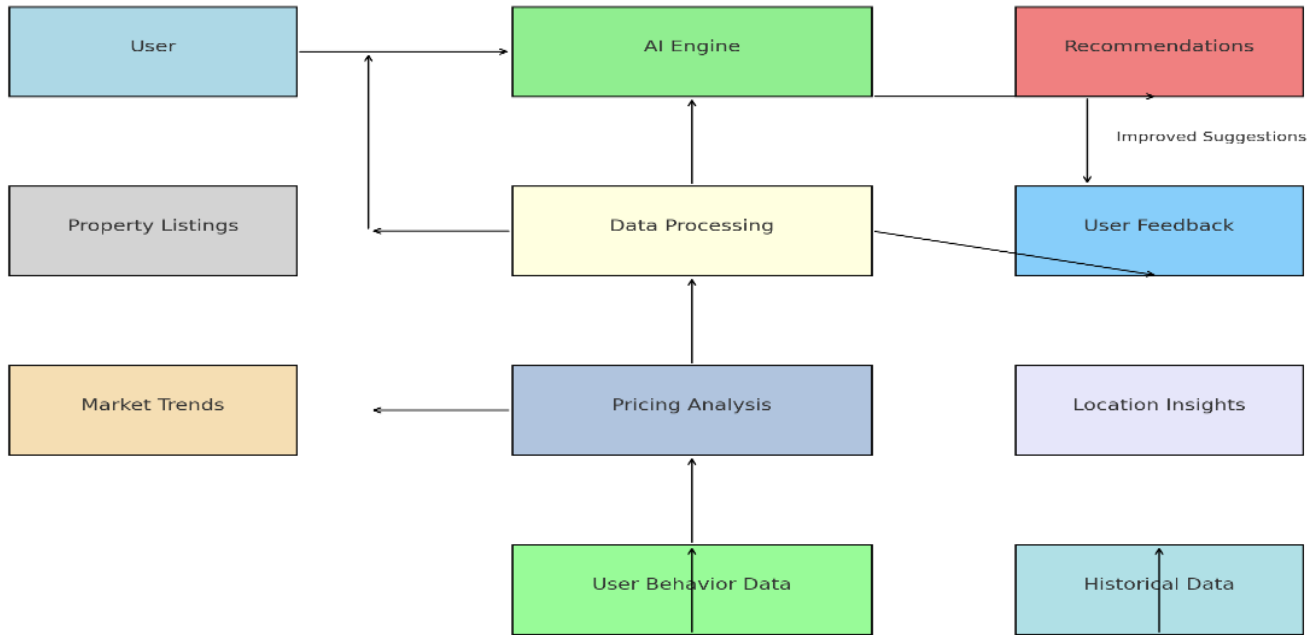 User
AI Engine
Recommendations
Improved Suggestions
Property Listings
Data Processing
User Feedback
Market Trends
Pricing Analysis
Location Insights
User Behavior Data
Historical Data